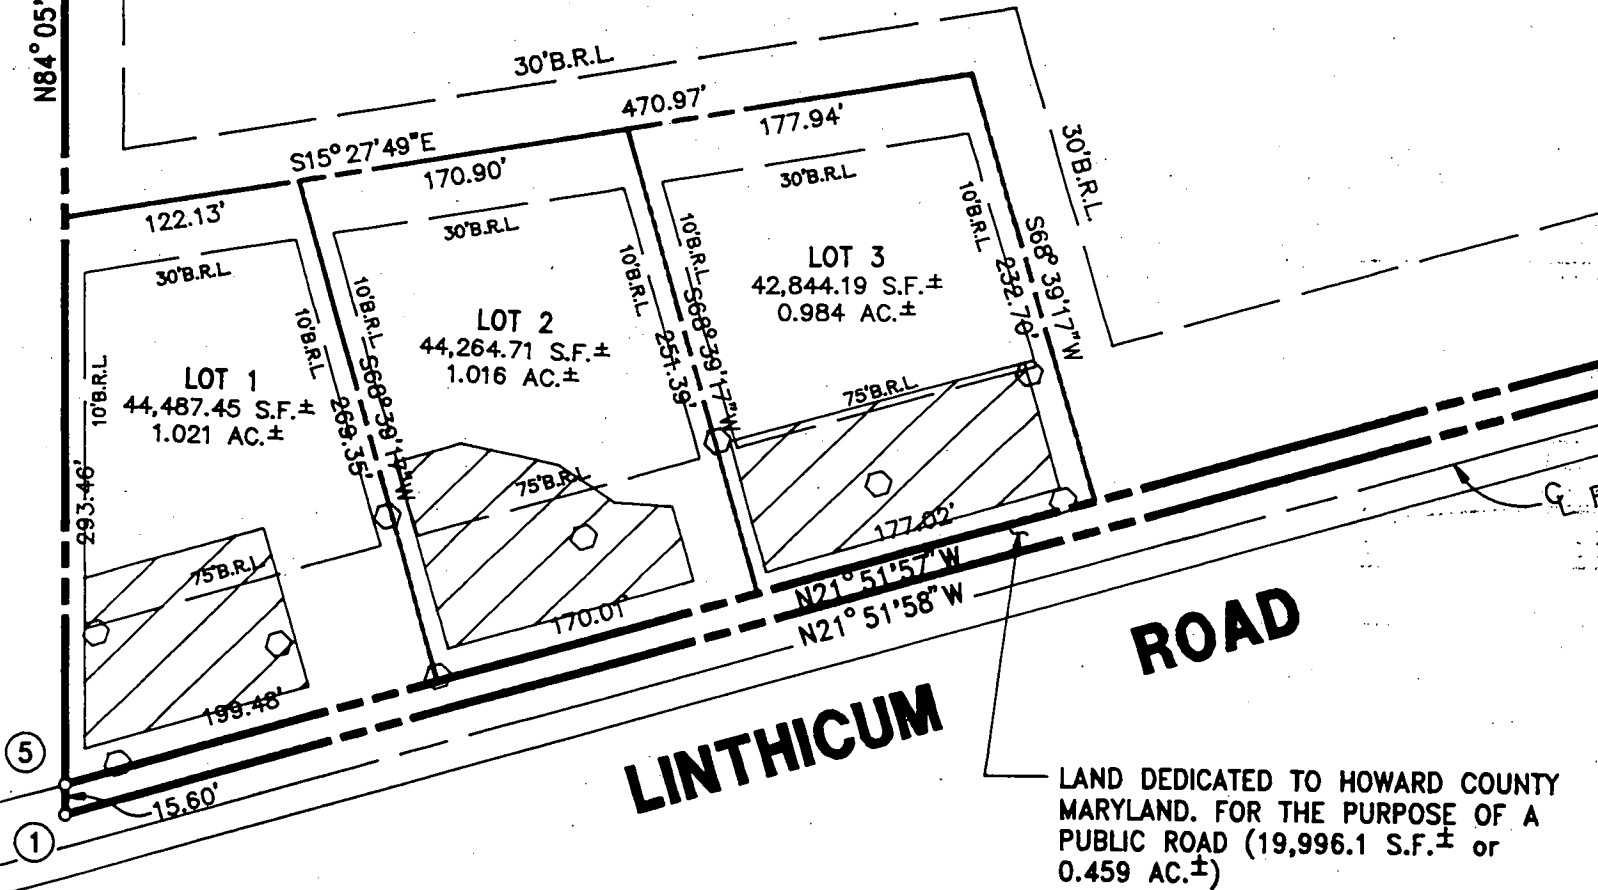 N84°05'
30'B.R.L.
470.97'
177.94'
S15°27'49"E
170.90'
122.13'
30'B.R.L.
30'B.R.L.
30'B.R.L.
30'B.R.L.
10'B.R.L.
10'B.R.L.
10'B.R.L.
10'B.R.L.
10'B.R.L.
10'B.R.L.
LOT 1
44,487.45 S.F.±
1.021 AC.±
LOT 2
44,264.71 S.F.±
1.016 AC.±
LOT 3
42,844.19 S.F.±
0.984 AC.±
S68°39'17"W
269.35'
S68°39'17"W
251.39'
S68°39'17"W
232.70'
293.46'
75'B.R.L.
75'B.R.L.
75'B.R.L.
199.48'
170.01'
177.02'
N21°51'57"W
N21°51'58"W
5
1
15.60'
LINTHICUM ROAD
LAND DEDICATED TO HOWARD COUNTY
MARYLAND. FOR THE PURPOSE OF A
PUBLIC ROAD (19,996.1 S.F.± or
0.459 AC.±)